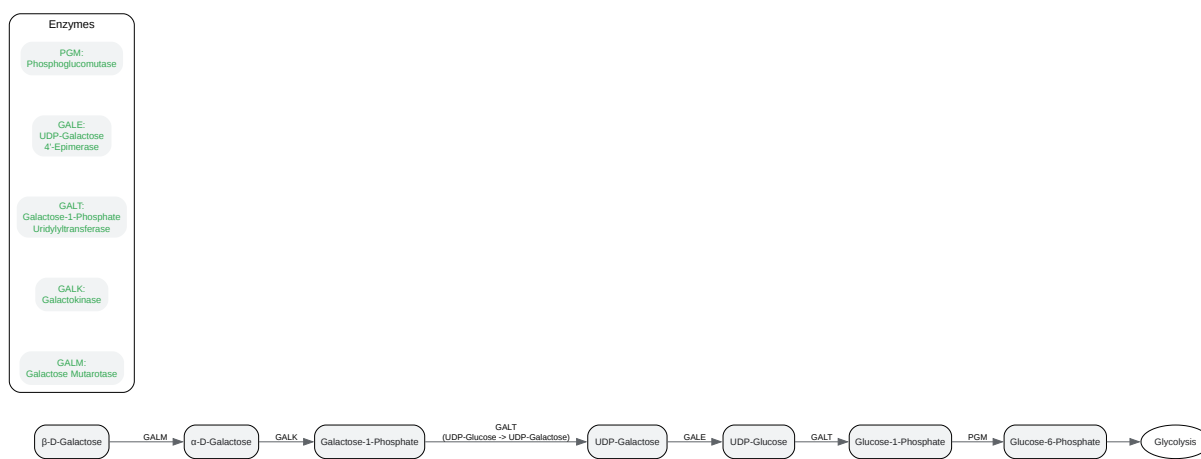 Enzymes
PGM:
Phosphoglucomutase
GALE:
UDP-Galactose
4'-Epimerase
GALT:
Galactose-1-Phosphate
Uridylyltransferase
GALK:
Galactokinase
GALM:
Galactose Mutarotase
β-D-Galactose
GALM
α-D-Galactose
GALK
Galactose-1-Phosphate
GALT
(UDP-Glucose -> UDP-Galactose)
UDP-Galactose
GALE
UDP-Glucose
GALT
Glucose-1-Phosphate
PGM
Glucose-6-Phosphate
Glycolysis